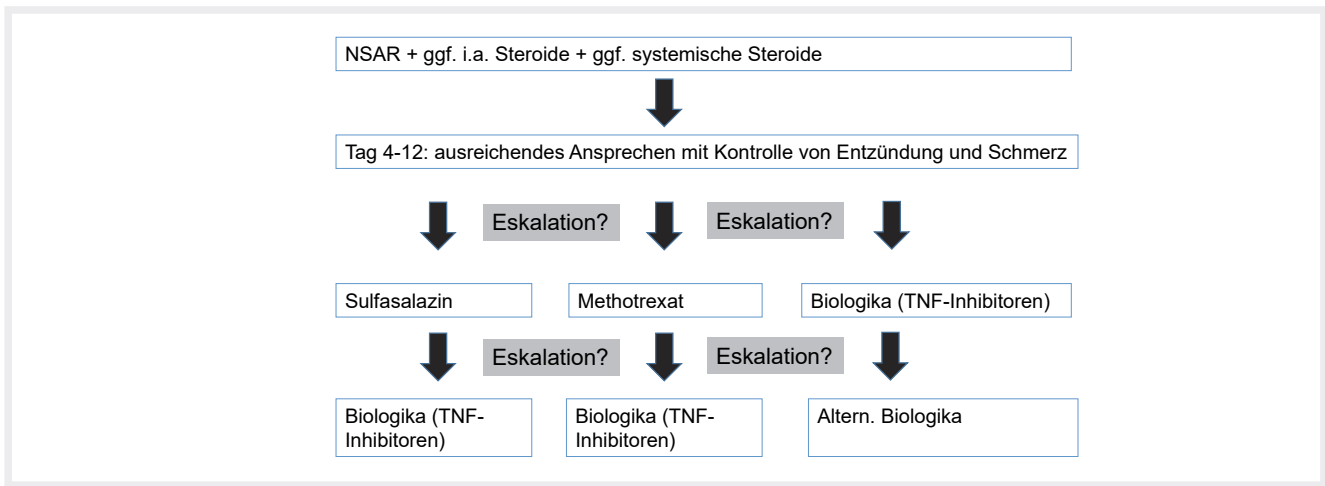 NSAR + ggf. i.a. Steroide + ggf. systemische Steroide
Tag 4-12: ausreichendes Ansprechen mit Kontrolle von Entzündung und Schmerz
Eskalation? Eskalation?
Sulfasalazin Methotrexat Biologika (TNF-Inhibitoren)
Eskalation? Eskalation?
Biologika (TNF-
Inhibitoren)
Biologika (TNF-
Inhibitoren)
Altern. Biologika